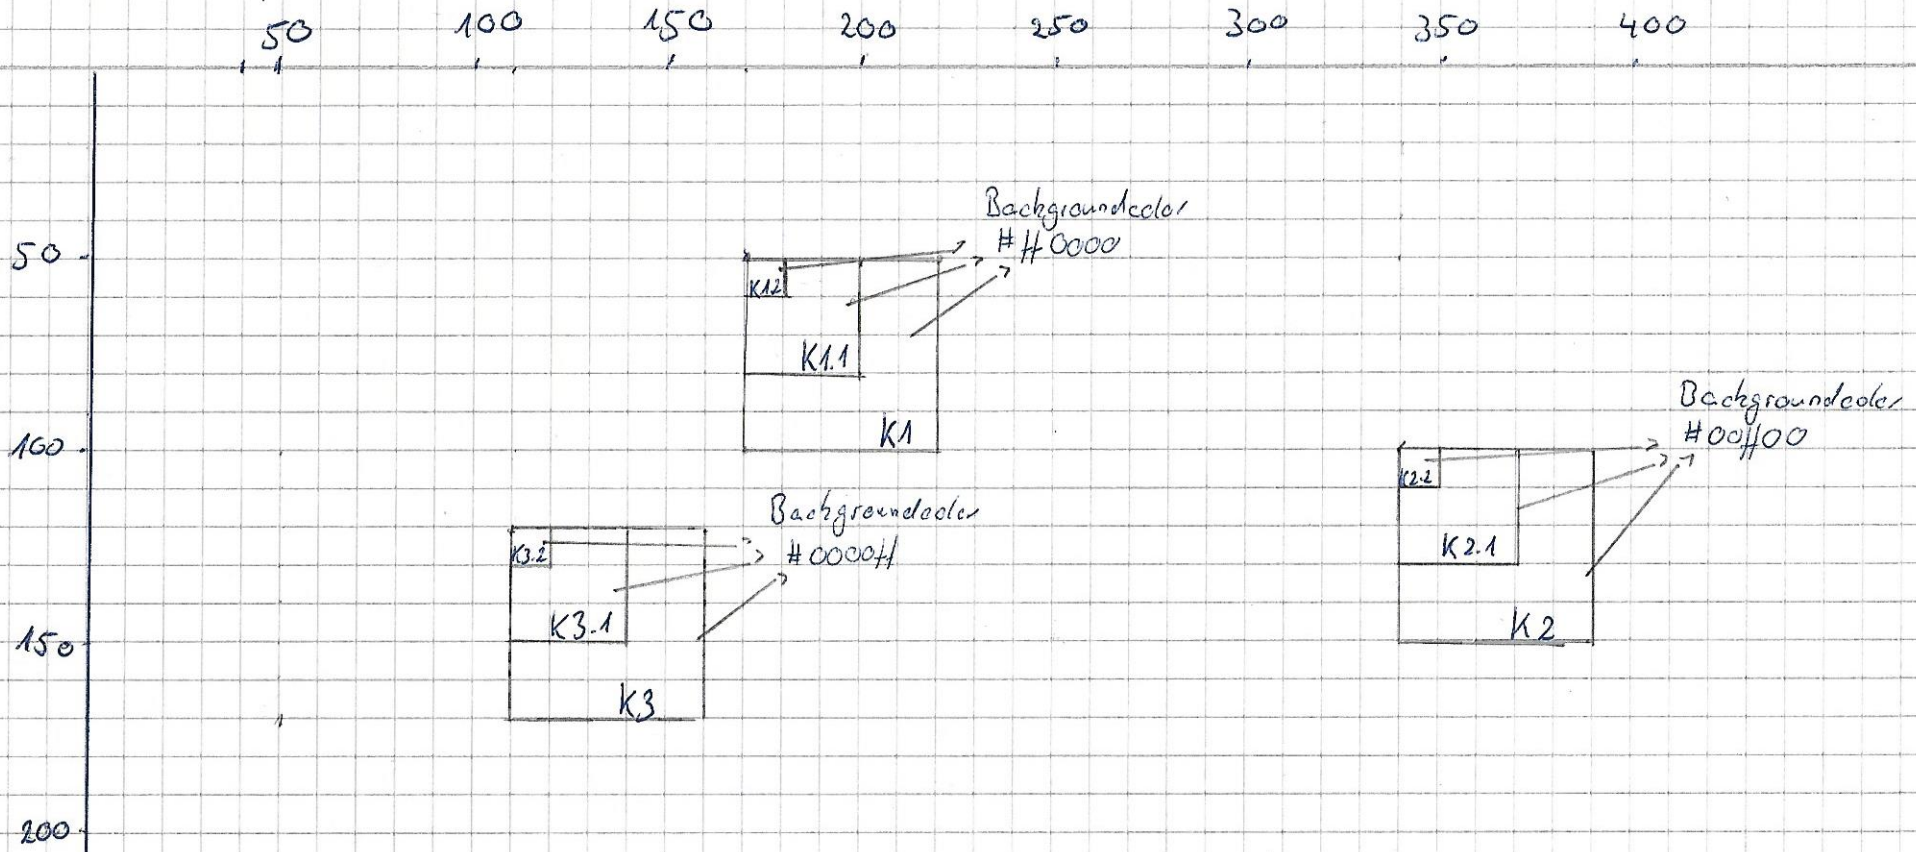 50 100 150 200 250 300 350 400
50
100
150
200
Backgroundcolor
#ff0000
K1.2
K1.1
K1
Backgroundcolor
#00ff00
K2.2
K2.1
K2
Backgroundcolor
#0000ff
K3.2
K3.1
K3